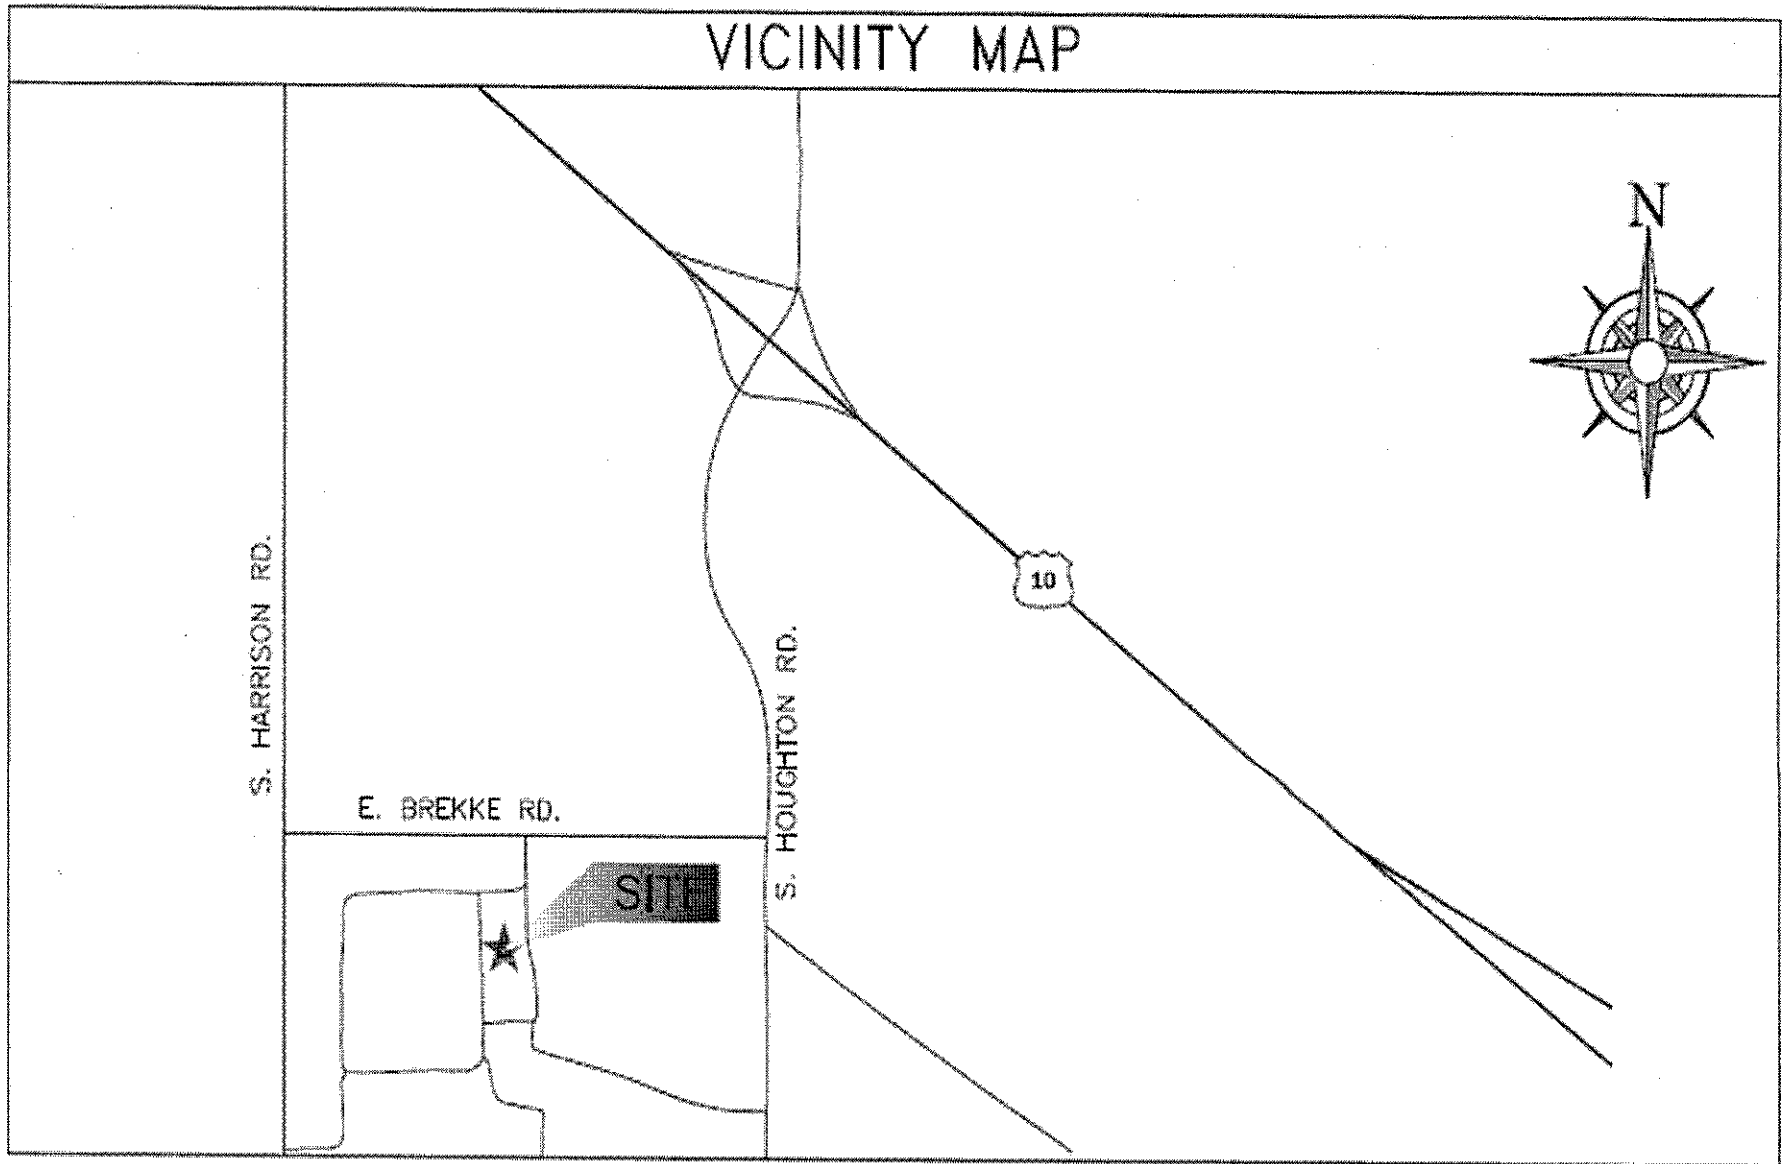 VICINITY MAP
N
10
S. HARRISON RD.
S. HOUGHTON RD.
E. BREKKE RD.
SITE